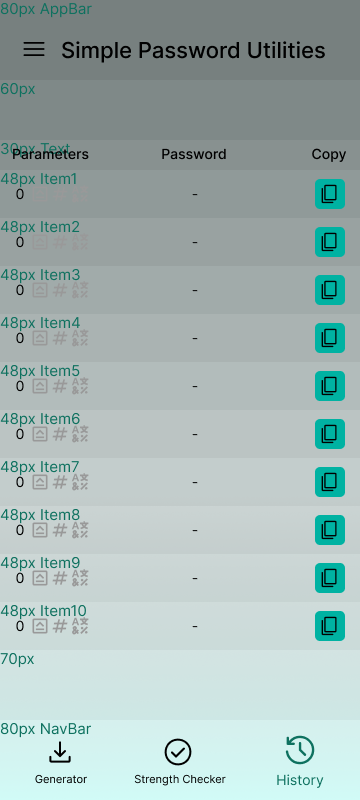 80px AppBar
Simple Password Utilities
60px
30px Text
Parameters Password Copy
48px Item1
0 -
48px Item2
0 # -
48px Item3
0 # -
48px Item4
0 # -
48px Item5
0 # -
48px Item6
0 # -
48px Item7
0 # -
48px Item8
0 # -
48px Item9
0 # -
48px Item10
0 # -
70px
80px NavBar
Generator Strength Checker History